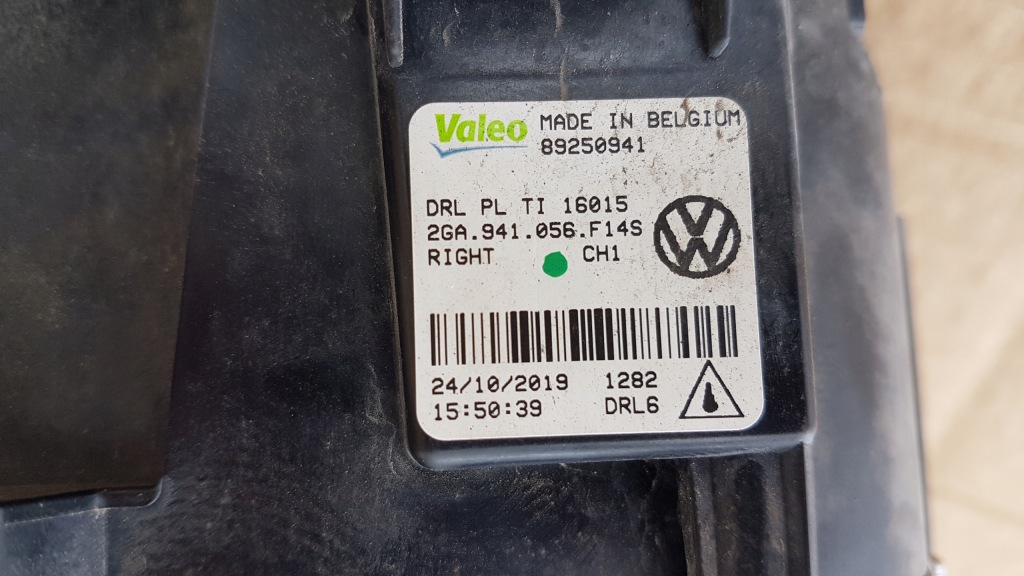 Valeo MADE IN BELGIUM
89250941
DRL PL TI 16015
2GA.941.056.F14S
RIGHT CH1
24/10/2019 1282
15:50:39 DRL6